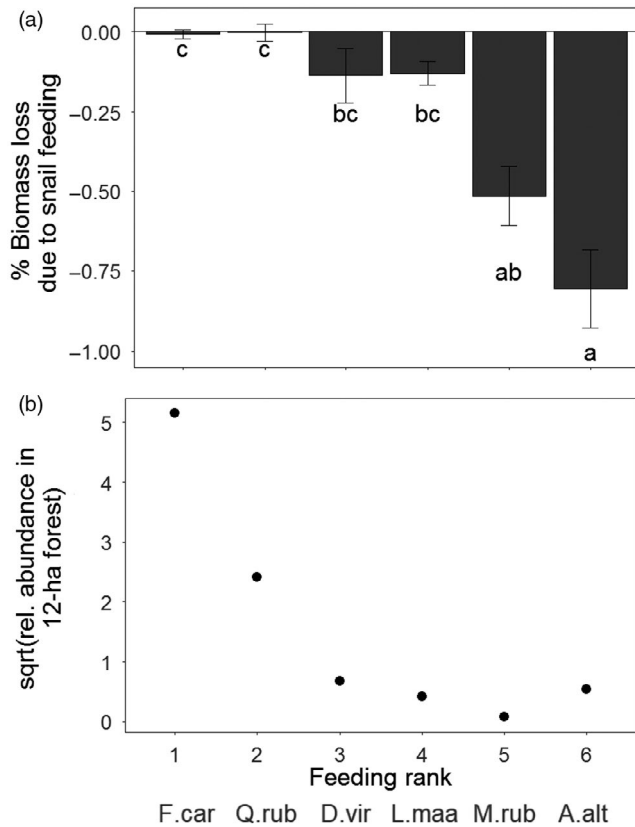 (a)
% Biomass loss
due to snail feeding
0.00
−0.25
−0.50
−0.75
−1.00
c c bc bc ab a
(b)
sqrt(rel. abundance in
12-ha forest)
5
4
3
2
1
0
1 2 3 4 5 6
Feeding rank
F.car Q.rub D.vir L.maa M.rub A.alt